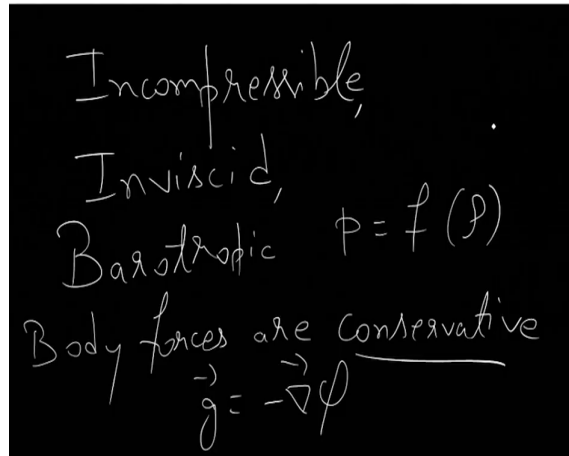 Incompressible,
Inviscid,
Barotropic p = f(ρ)
Body forces are conservative
g⃗ = -∇⃗φ